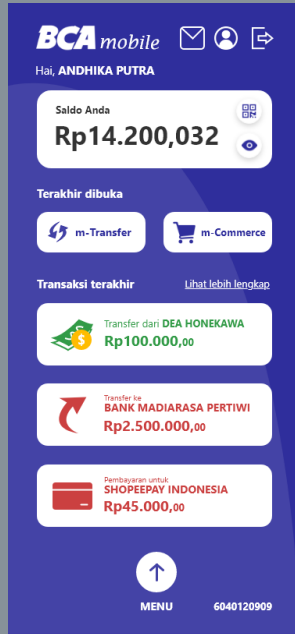 BCA mobile
Hai, ANDHIKA PUTRA
Saldo Anda
Rp14.200,032
Terakhir dibuka
m-Transfer
m-Commerce
Transaksi terakhir
Lihat lebih lengkap
Transfer dari DEA HONEKAWA
Rp100.000,00
Transfer ke
BANK MADIARASA PERTIWI
Rp2.500.000,00
Pembayaran untuk
SHOPEEPAY INDONESIA
Rp45.000,00
MENU
6040120909